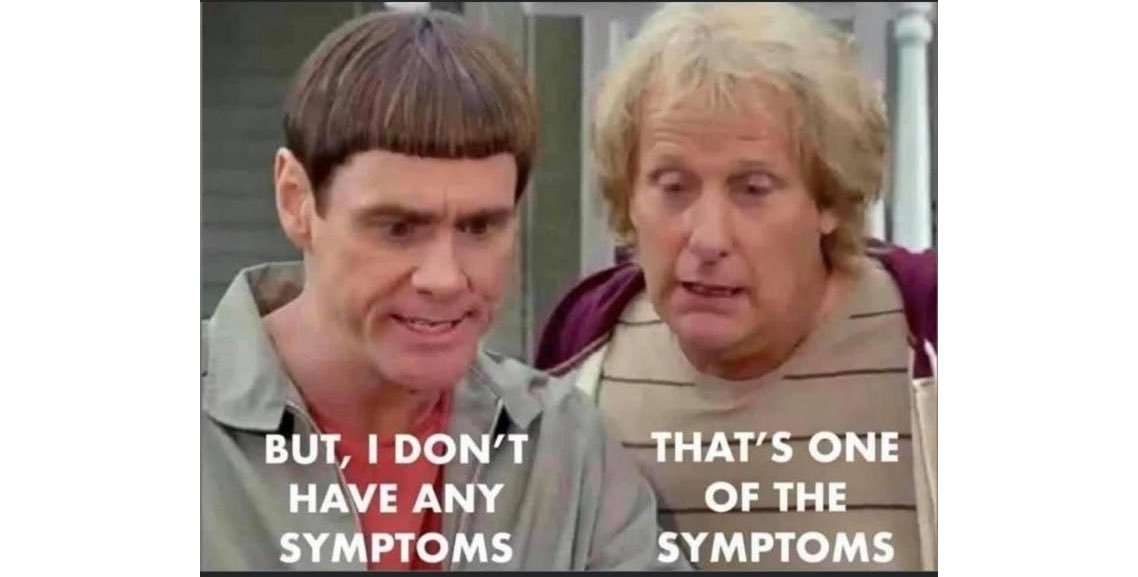 BUT, I DON'T
HAVE ANY
SYMPTOMS
THAT'S ONE
OF THE
SYMPTOMS